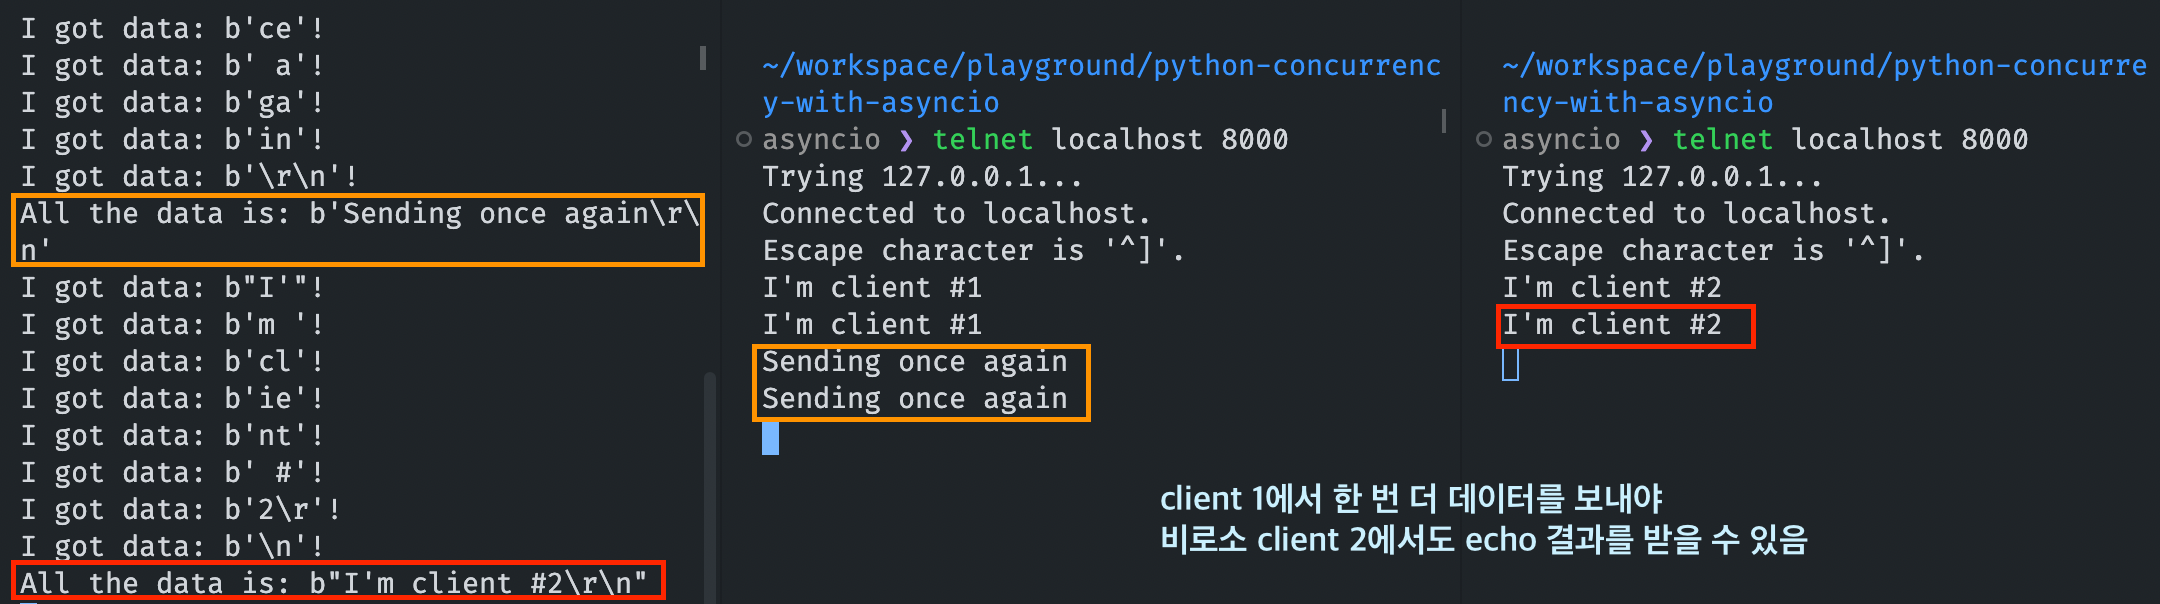 I got data: b'ce'!
I got data: b' a'!
I got data: b'ga'!
I got data: b'in'!
I got data: b'\r\n'!
All the data is: b'Sending once again\r\
n'
I got data: b"I'"!
I got data: b'm '!
I got data: b'cl'!
I got data: b'ie'!
I got data: b'nt'!
I got data: b' #'!
I got data: b'2\r'!
I got data: b'\n'!
All the data is: b"I'm client #2\r\n"
~/workspace/playground/python-concurrenc
y-with-asyncio
asyncio ❯ telnet localhost 8000
Trying 127.0.0.1...
Connected to localhost.
Escape character is '^]'.
I'm client #1
I'm client #1
Sending once again
Sending once again
~/workspace/playground/python-concurre
ncy-with-asyncio
asyncio ❯ telnet localhost 8000
Trying 127.0.0.1...
Connected to localhost.
Escape character is '^]'.
I'm client #2
I'm client #2
client 1에서 한 번 더 데이터를 보내야
비로소 client 2에서도 echo 결과를 받을 수 있음